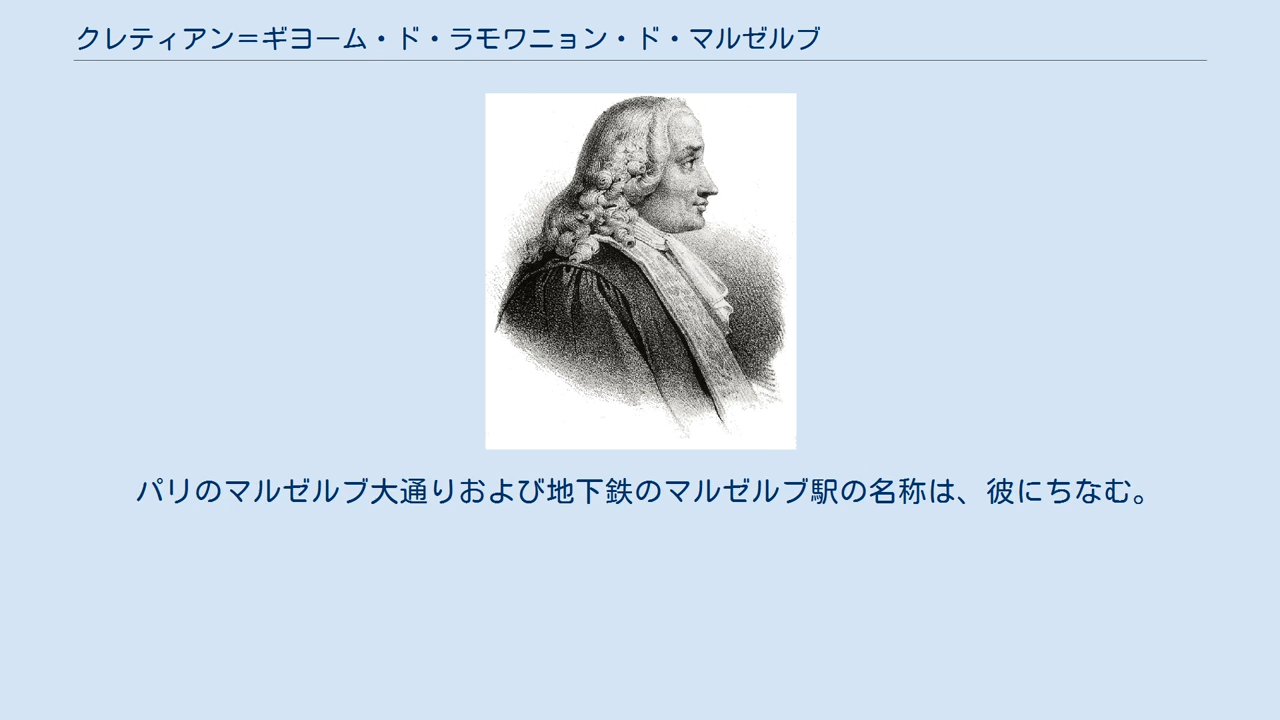 クレティアン＝ギヨーム・ド・ラモワニョン・ド・マルゼルブ
パリのマルゼルブ大通りおよび地下鉄のマルゼルブ駅の名称は、彼にちなむ。